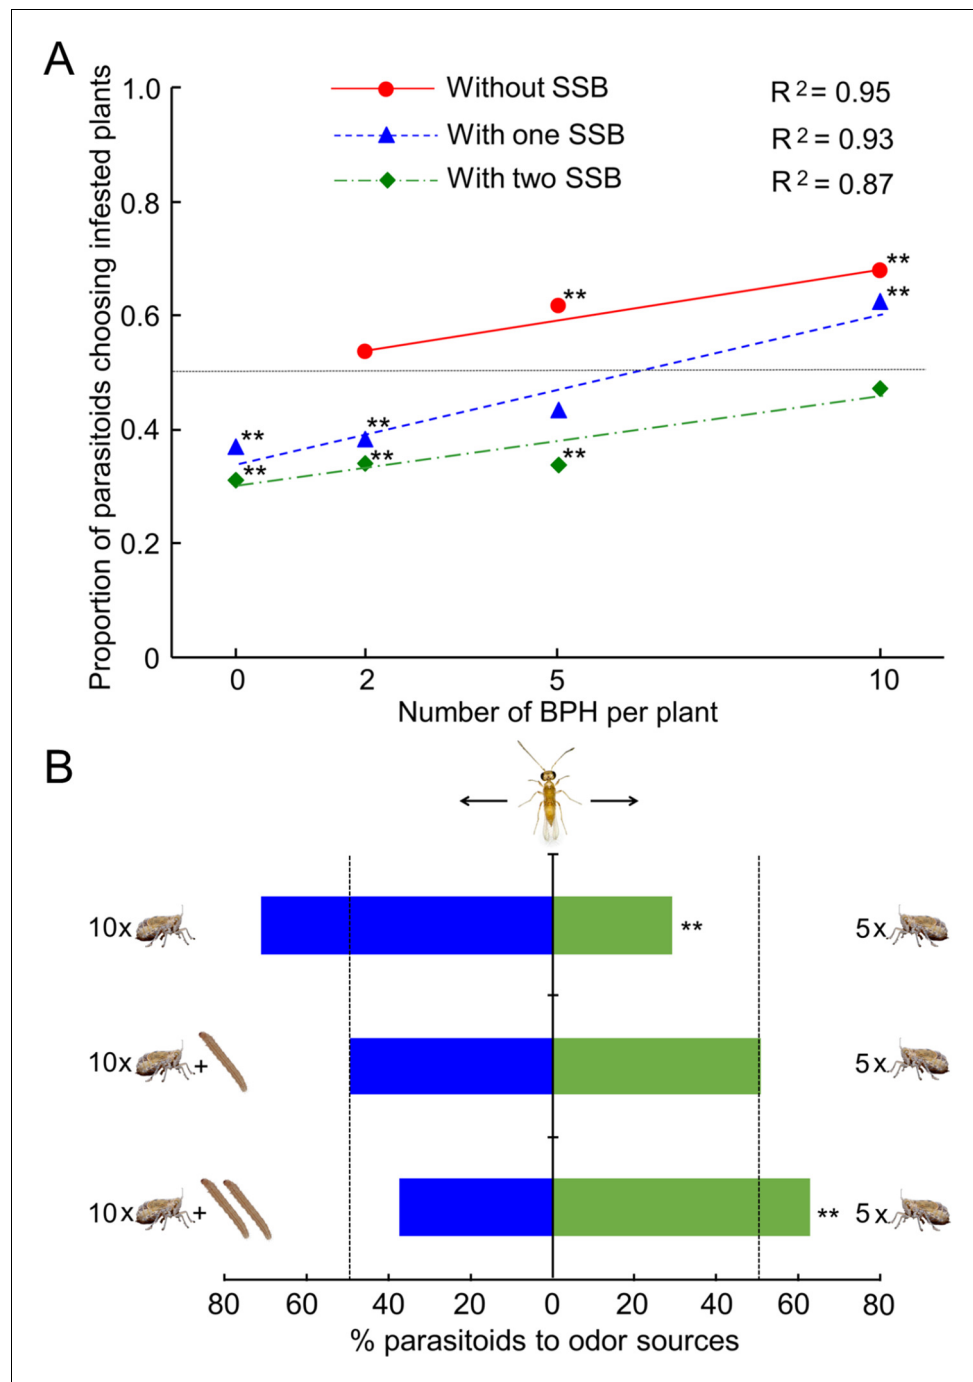 A
Proportion of parasitoids choosing infested plants
1.0
0.8
0.6
0.4
0.2
0
Without SSB R² = 0.95
With one SSB R² = 0.93
With two SSB R² = 0.87
**
**
**
**
**
**
**
**
0 2 5 10
Number of BPH per plant
B
10x 5x
**
10x + 5x
10x + ** 5x
80 60 40 20 0 20 40 60 80
% parasitoids to odor sources